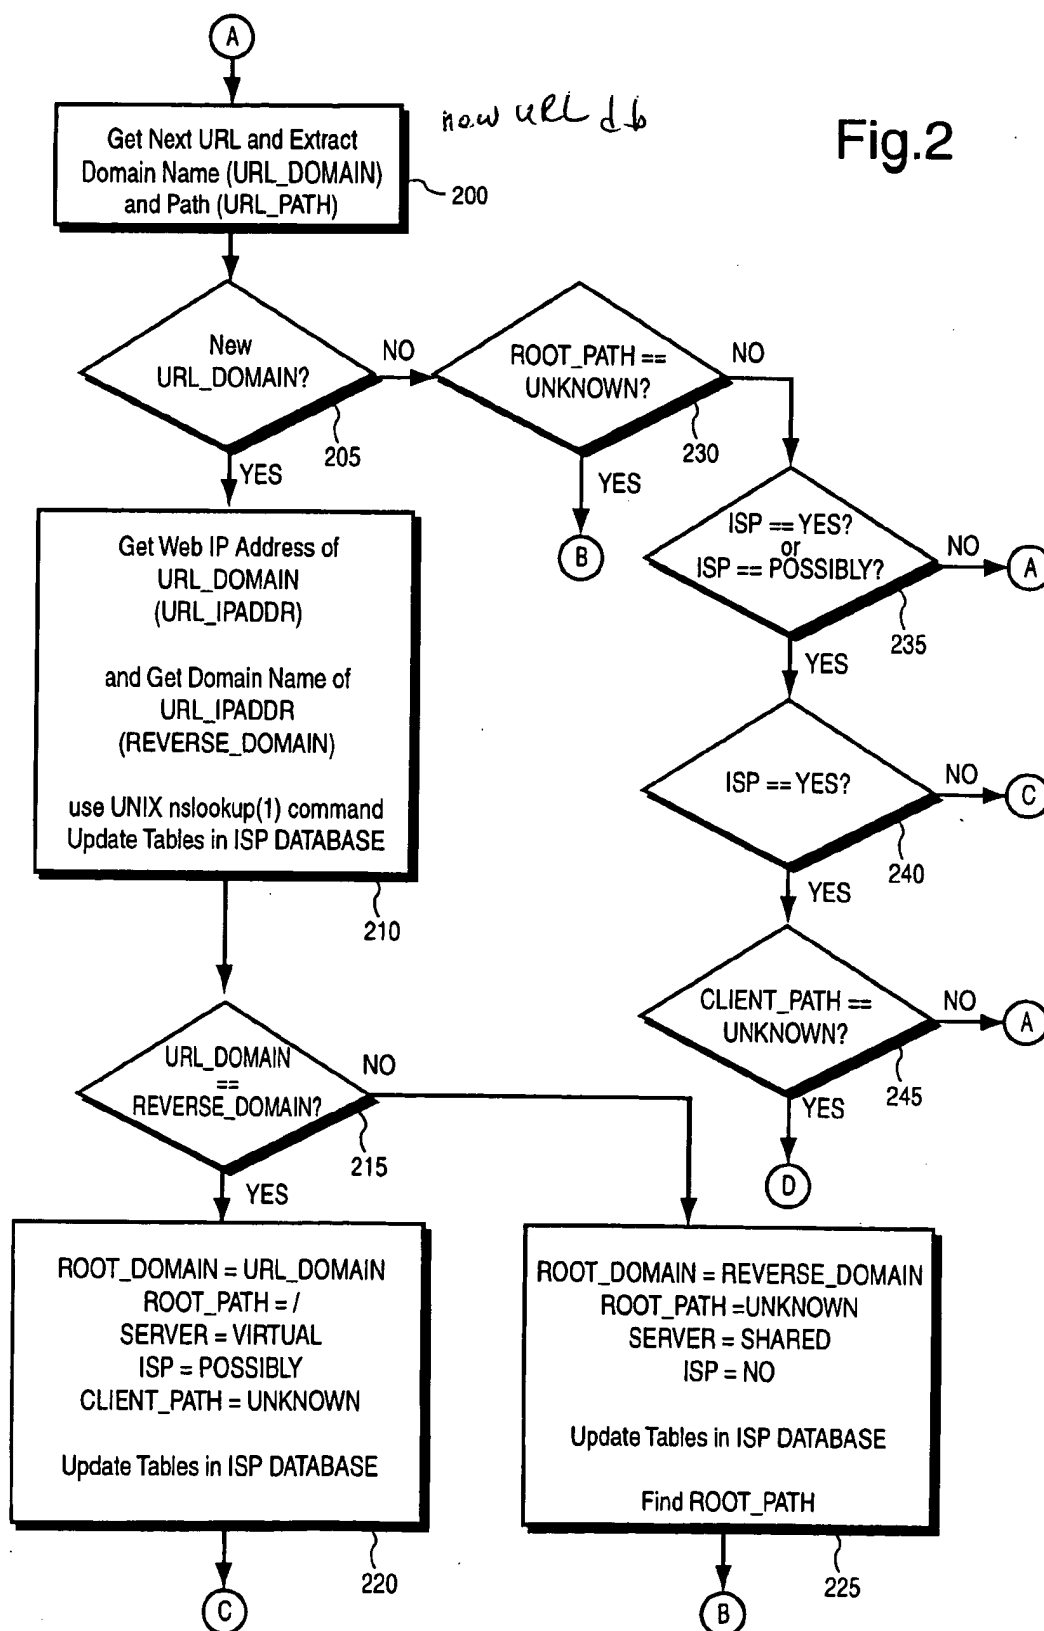 A
Get Next URL and Extract
Domain Name (URL_DOMAIN)
and Path (URL_PATH)
200
URL
Fig.2
New
URL_DOMAIN?
205
NO
YES
ROOT_PATH ==
UNKNOWN?
230
NO
YES
B
ISP == YES?
or
ISP == POSSIBLY?
235
NO
A
YES
Get Web IP Address of
URL_DOMAIN
(URL_IPADDR)
and Get Domain Name of
URL_IPADDR
(REVERSE_DOMAIN)
use UNIX nslookup(1) command
Update Tables in ISP DATABASE
210
ISP == YES?
240
NO
C
YES
CLIENT_PATH ==
UNKNOWN?
245
NO
A
YES
D
URL_DOMAIN
==
REVERSE_DOMAIN?
215
NO
YES
ROOT_DOMAIN = URL_DOMAIN
ROOT_PATH = /
SERVER = VIRTUAL
ISP = POSSIBLY
CLIENT_PATH = UNKNOWN
Update Tables in ISP DATABASE
220
C
ROOT_DOMAIN = REVERSE_DOMAIN
ROOT_PATH =UNKNOWN
SERVER = SHARED
ISP = NO
Update Tables in ISP DATABASE
Find ROOT_PATH
225
B